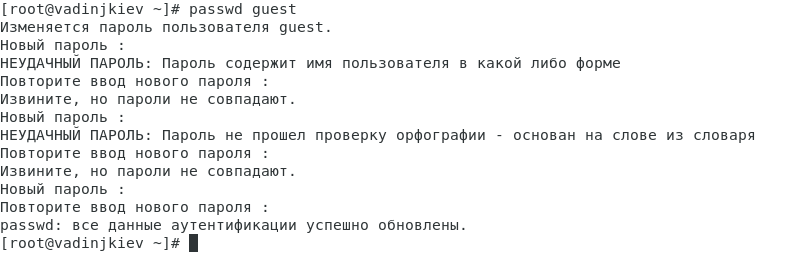 [root@vadinjkiev ~]# passwd guest
Изменяется пароль пользователя guest.
Новый пароль :
НЕУДАЧНЫЙ ПАРОЛЬ: Пароль содержит имя пользователя в какой либо форме
Повторите ввод нового пароля :
Извините, но пароли не совпадают.
Новый пароль :
НЕУДАЧНЫЙ ПАРОЛЬ: Пароль не прошел проверку орфографии - основан на слове из словаря
Повторите ввод нового пароля :
Извините, но пароли не совпадают.
Новый пароль :
Повторите ввод нового пароля :
passwd: все данные аутентификации успешно обновлены.
[root@vadinjkiev ~]#